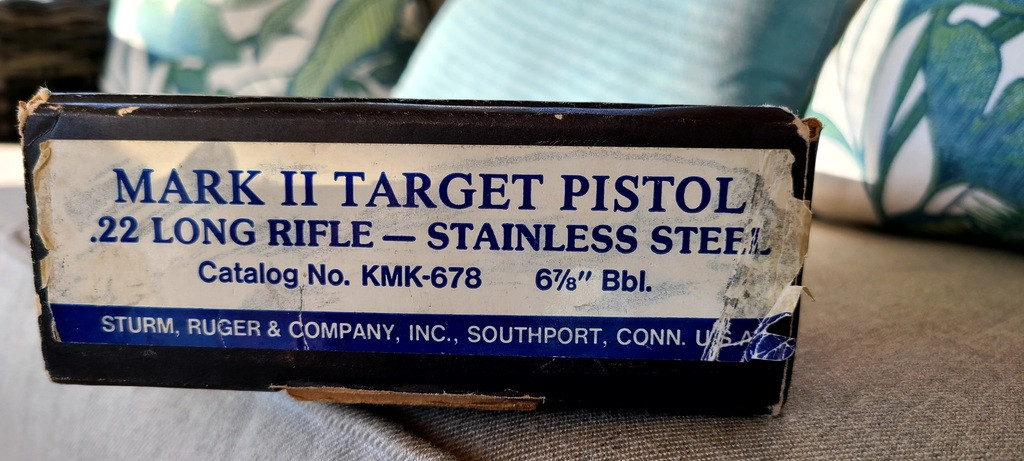 MARK II TARGET PISTOL
.22 LONG RIFLE — STAINLESS STEEL
Catalog No. KMK-678 6⅞" Bbl.
STURM, RUGER & COMPANY, INC., SOUTHPORT, CONN. U.S.A.